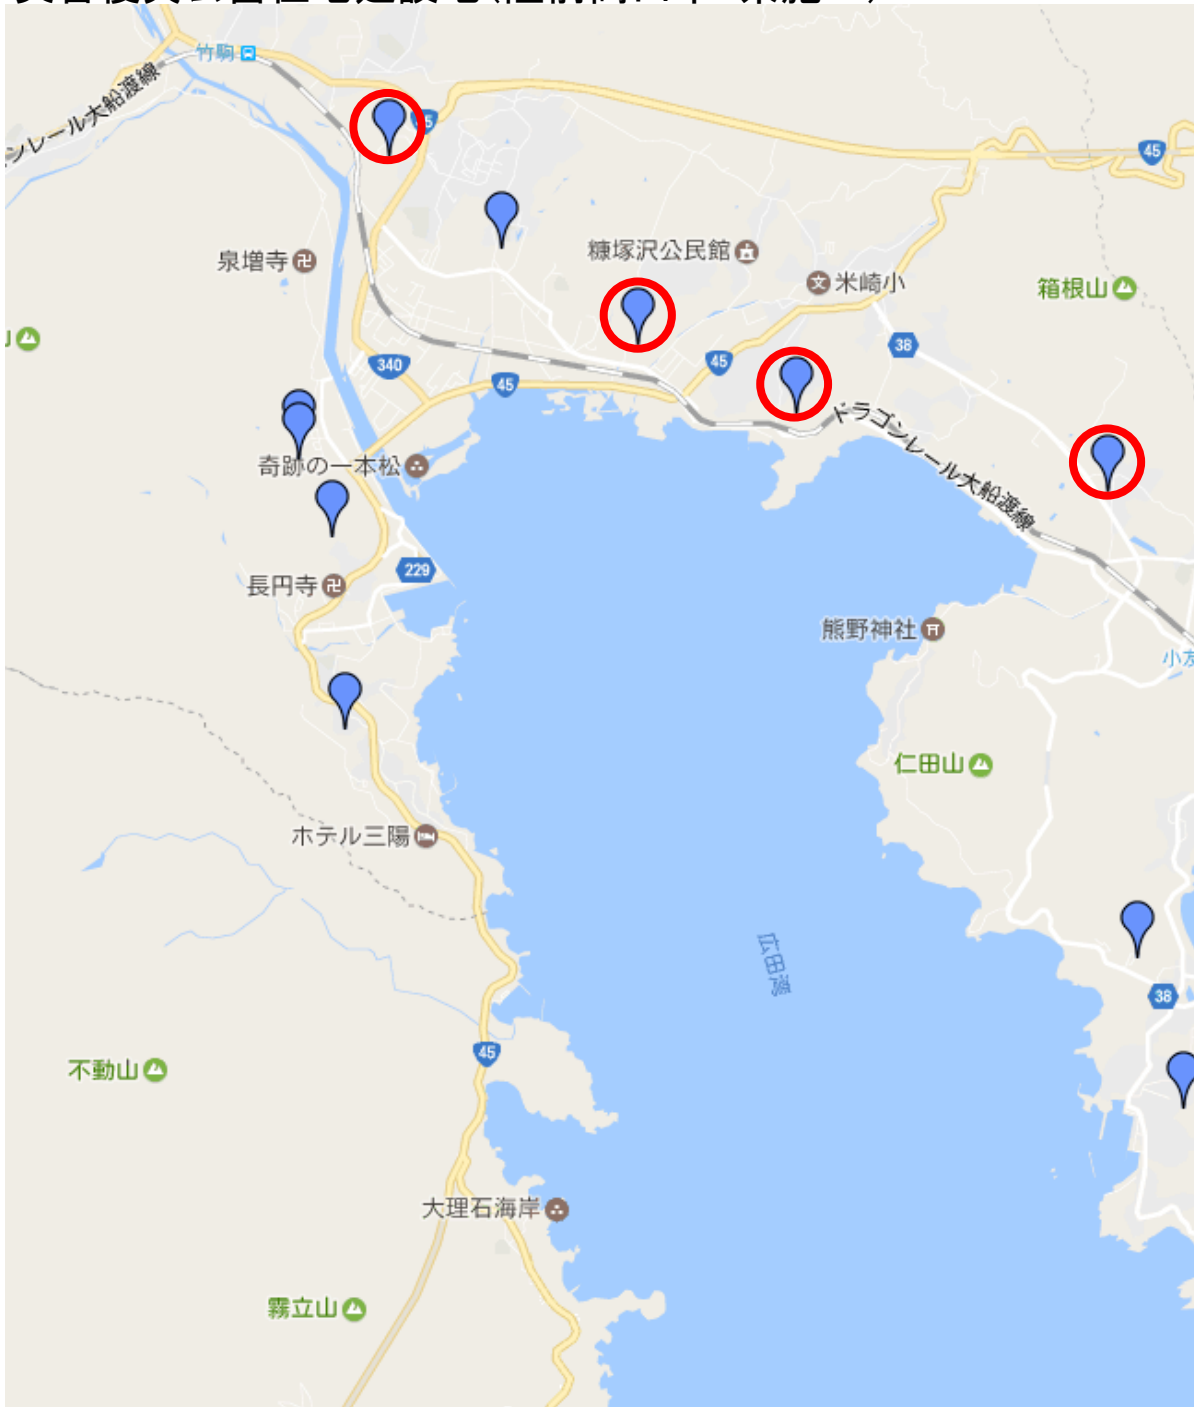 竹駒
ンレール大船渡線
45
45
泉増寺
糠塚沢公民館
米崎小
箱根山
38
340
45
45
ドラゴンレール大船渡線
奇跡の一本松
229
長円寺
熊野神社
小友
仁田山
ホテル三陽
広田湾
38
45
不動山
大理石海岸
霧立山